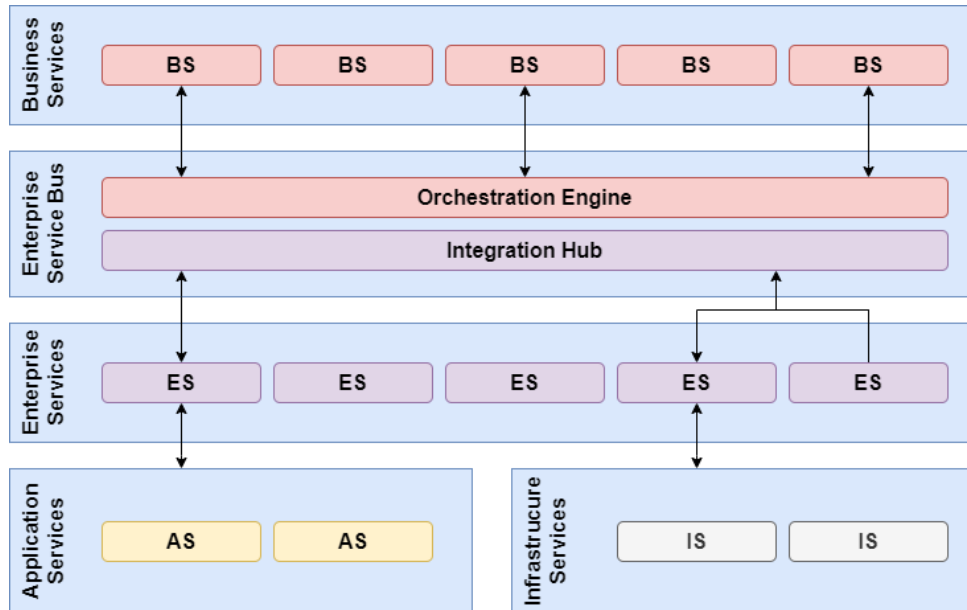 Business
Services
BS
BS
BS
BS
BS
Enterprise
Service Bus
Orchestration Engine
Integration Hub
Enterprise
Services
ES
ES
ES
ES
ES
Application
Services
AS
AS
Infrastrucure
Services
IS
IS